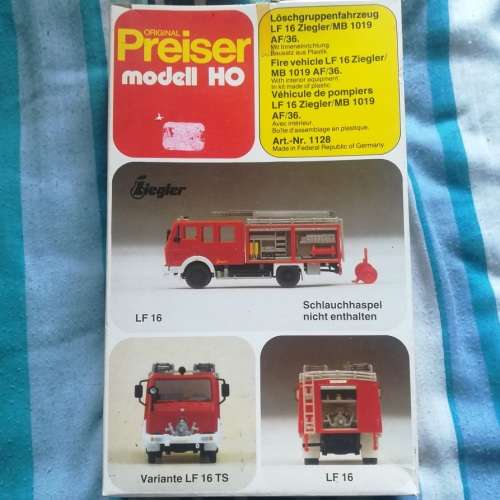 ORIGINAL
Preiser
modell HO
Löschgruppenfahrzeug
LF 16 Ziegler/MB 1019
AF/36.
Mit Inneneinrichtung
Bausatz aus Plastik.
Fire vehicle LF 16 Ziegler/
MB 1019 AF/36.
With interior equipment
In kit made of plastic
Véhicule de pompiers
LF 16 Ziegler/MB 1019
AF/36.
Avec intérieur.
Boîte d'assemblage en plastique.
Art.-Nr. 1128
Made in Federal Republic of Germany.
Ziegler
LF 16
Schlauchhaspel
nicht enthalten
Variante LF 16 TS
LF 16